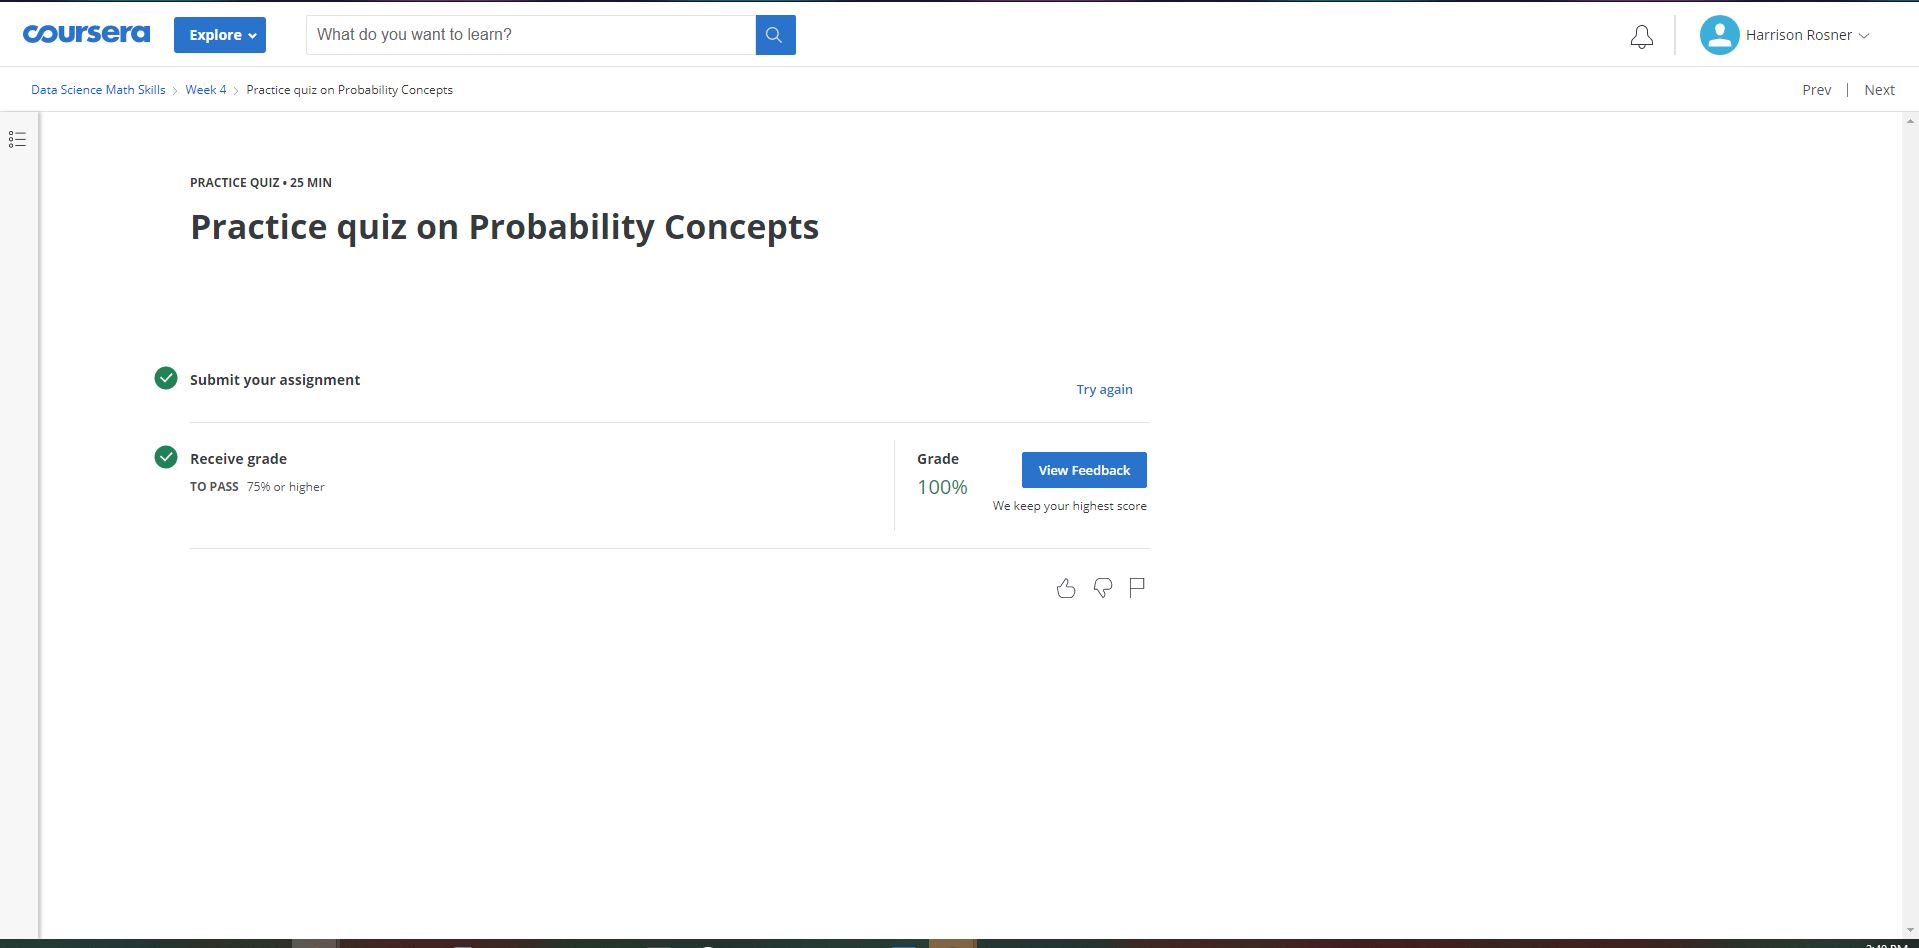 coursera
Explore
What do you want to learn?
Harrison Rosner
Data Science Math Skills
Week 4
Practice quiz on Probability Concepts
Prev
Next
PRACTICE QUIZ • 25 MIN
Practice quiz on Probability Concepts
Submit your assignment
Try again
Receive grade
TO PASS 75% or higher
Grade
100%
View Feedback
We keep your highest score